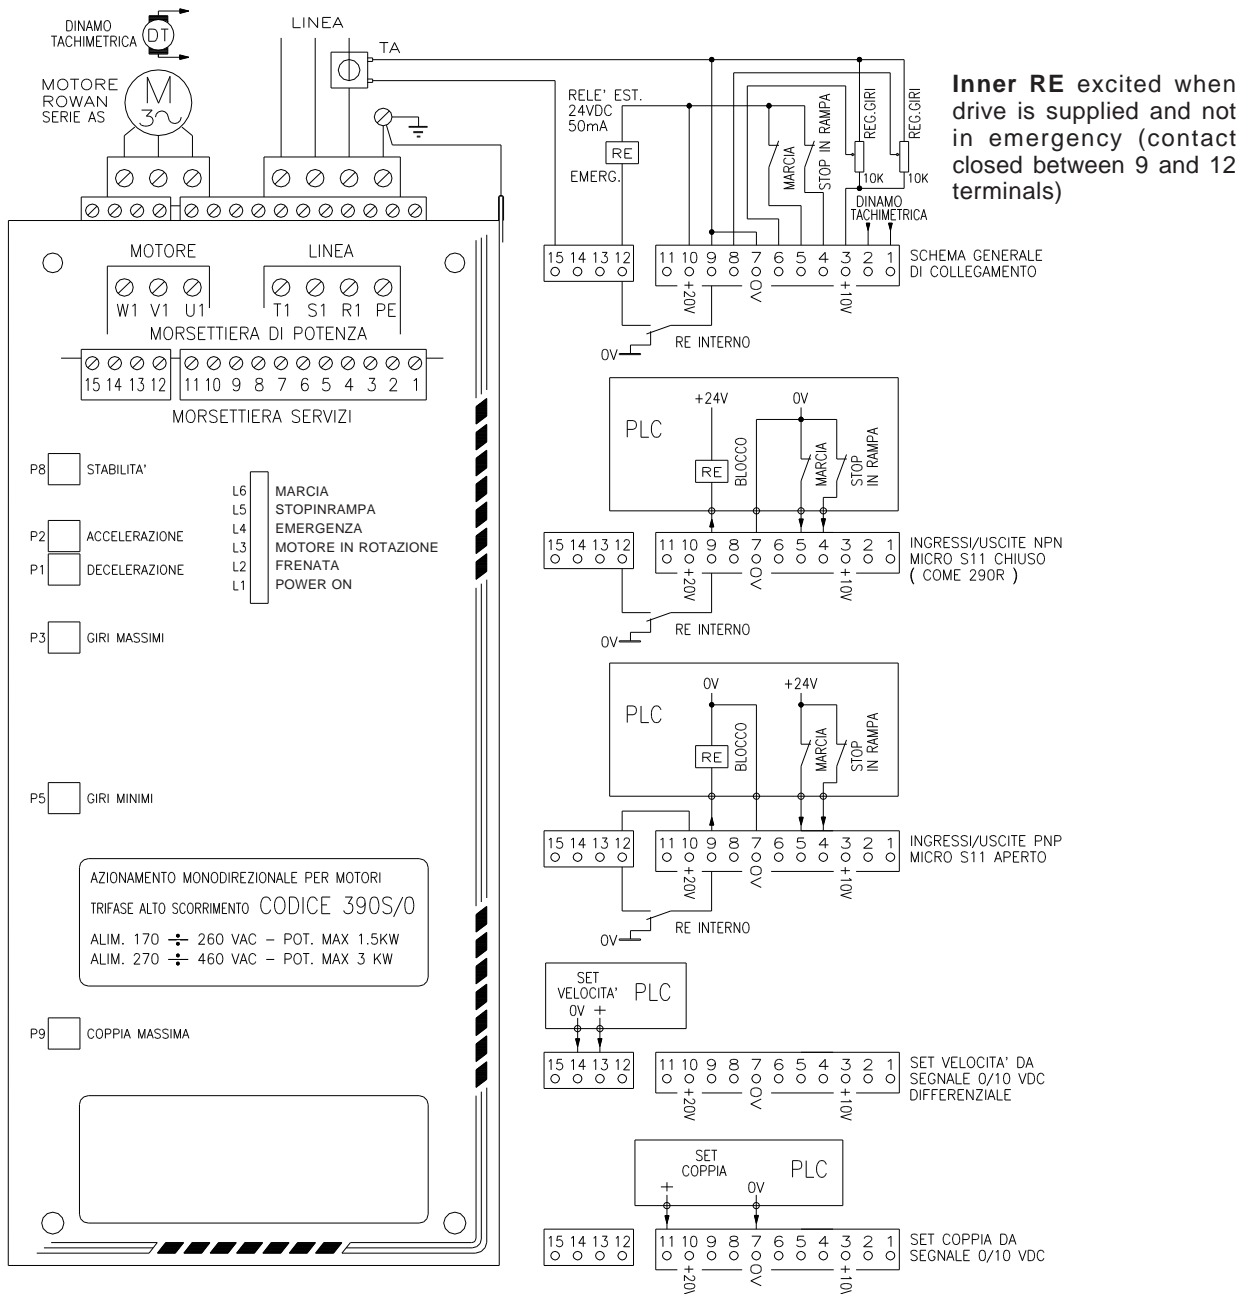 DINAMO
TACHIMETRICA
DT
LINEA
TA
MOTORE
ROWAN
SERIE AS
M
3~
MOTORE
LINEA
W1 V1 U1
T1 S1 R1 PE
MORSETTIERA DI POTENZA
15 14 13 12
11 10 9 8 7 6 5 4 3 2 1
MORSETTIERA SERVIZI
P8 STABILITA'
P2 ACCELERAZIONE
P1 DECELERAZIONE
P3 GIRI MASSIMI
P5 GIRI MINIMI
L6 MARCIA
L5 STOPINRAMPA
L4 EMERGENZA
L3 MOTORE IN ROTAZIONE
L2 FRENATA
L1 POWER ON
AZIONAMENTO MONODIREZIONALE PER MOTORI
TRIFASE ALTO SCORRIMENTO CODICE 390S/0
ALIM. 170 ÷ 260 VAC - POT. MAX 1.5KW
ALIM. 270 ÷ 460 VAC - POT. MAX 3 KW
P9 COPPIA MASSIMA
RELE' EST.
24VDC
50mA
RE
EMERG.
MARCIA
STOP IN RAMPA
REG.GIRI
REG.GIRI
10K
10K
DINAMO
TACHIMETRICA
15 14 13 12
11 10 9 8 7 6 5 4 3 2 1
+20V
0V
+10V
0V
RE INTERNO
SCHEMA GENERALE
DI COLLEGAMENTO
Inner RE excited when
drive is supplied and not
in emergency (contact
closed between 9 and 12
terminals)
PLC
+24V
0V
RE
BLOCCO
MARCIA
STOP
IN RAMPA
15 14 13 12
11 10 9 8 7 6 5 4 3 2 1
+20V
0V
+10V
0V
RE INTERNO
INGRESSI/USCITE NPN
MICRO S11 CHIUSO
( COME 290R )
PLC
0V
+24V
RE
BLOCCO
MARCIA
STOP
IN RAMPA
15 14 13 12
11 10 9 8 7 6 5 4 3 2 1
+20V
0V
+10V
0V
RE INTERNO
INGRESSI/USCITE PNP
MICRO S11 APERTO
SET
VELOCITA'
PLC
0V +
15 14 13 12
11 10 9 8 7 6 5 4 3 2 1
+20V
0V
+10V
SET VELOCITA' DA
SEGNALE 0/10 VDC
DIFFERENZIALE
SET
COPPIA
PLC
+
0V
15 14 13 12
11 10 9 8 7 6 5 4 3 2 1
+20V
0V
+10V
SET COPPIA DA
SEGNALE 0/10 VDC